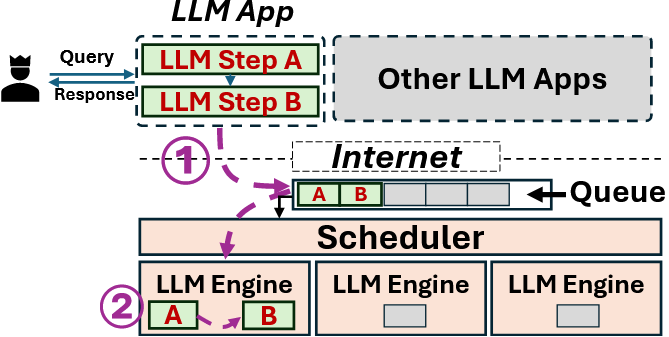 LLM App
Query
Response
LLM Step A
LLM Step B
Other LLM Apps
1
Internet
A B
Queue
Scheduler
LLM Engine
LLM Engine
LLM Engine
2
A
B